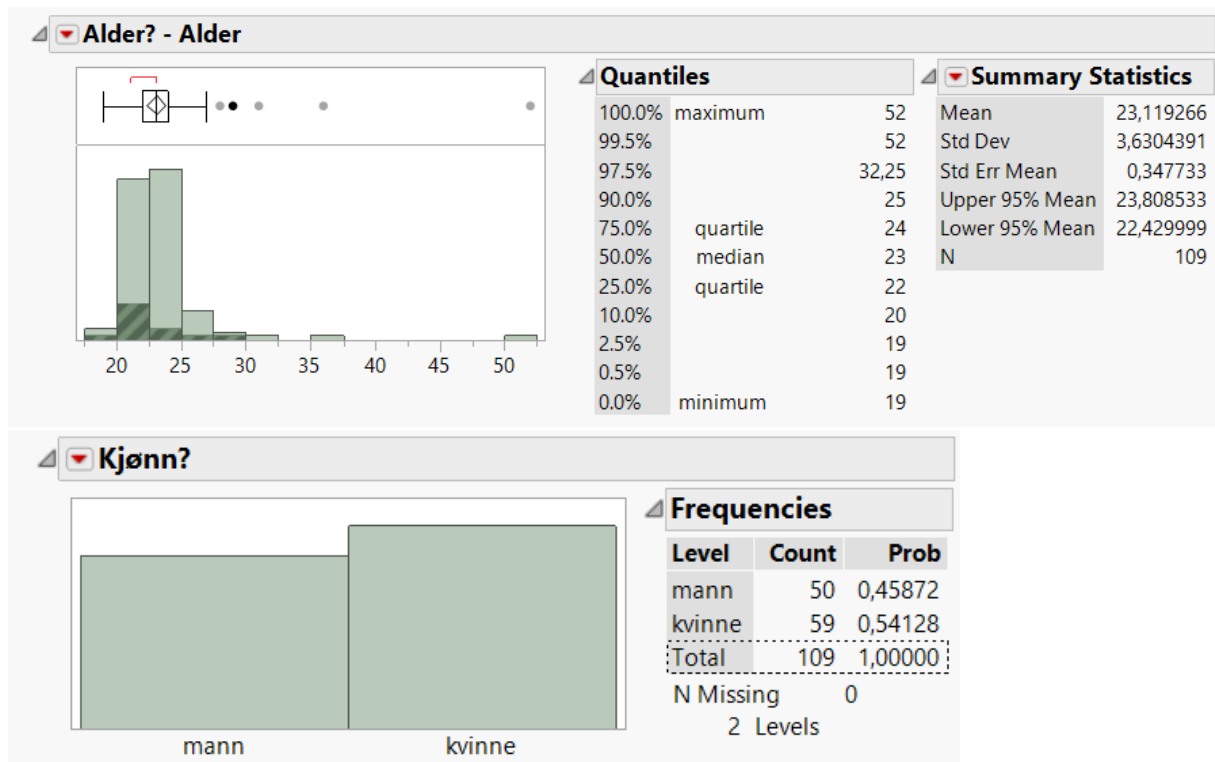 Alder? - Alder
20 25 30 35 40 45 50
Quantiles
100.0% maximum 52
99.5% 52
97.5% 32,25
90.0% 25
75.0% quartile 24
50.0% median 23
25.0% quartile 22
10.0% 20
2.5% 19
0.5% 19
0.0% minimum 19
Summary Statistics
Mean 23,119266
Std Dev 3,6304391
Std Err Mean 0,347733
Upper 95% Mean 23,808533
Lower 95% Mean 22,429999
N 109
Kjønn?
mann kvinne
Frequencies
Level Count Prob
mann 50 0,45872
kvinne 59 0,54128
Total 109 1,00000
N Missing 0
2 Levels